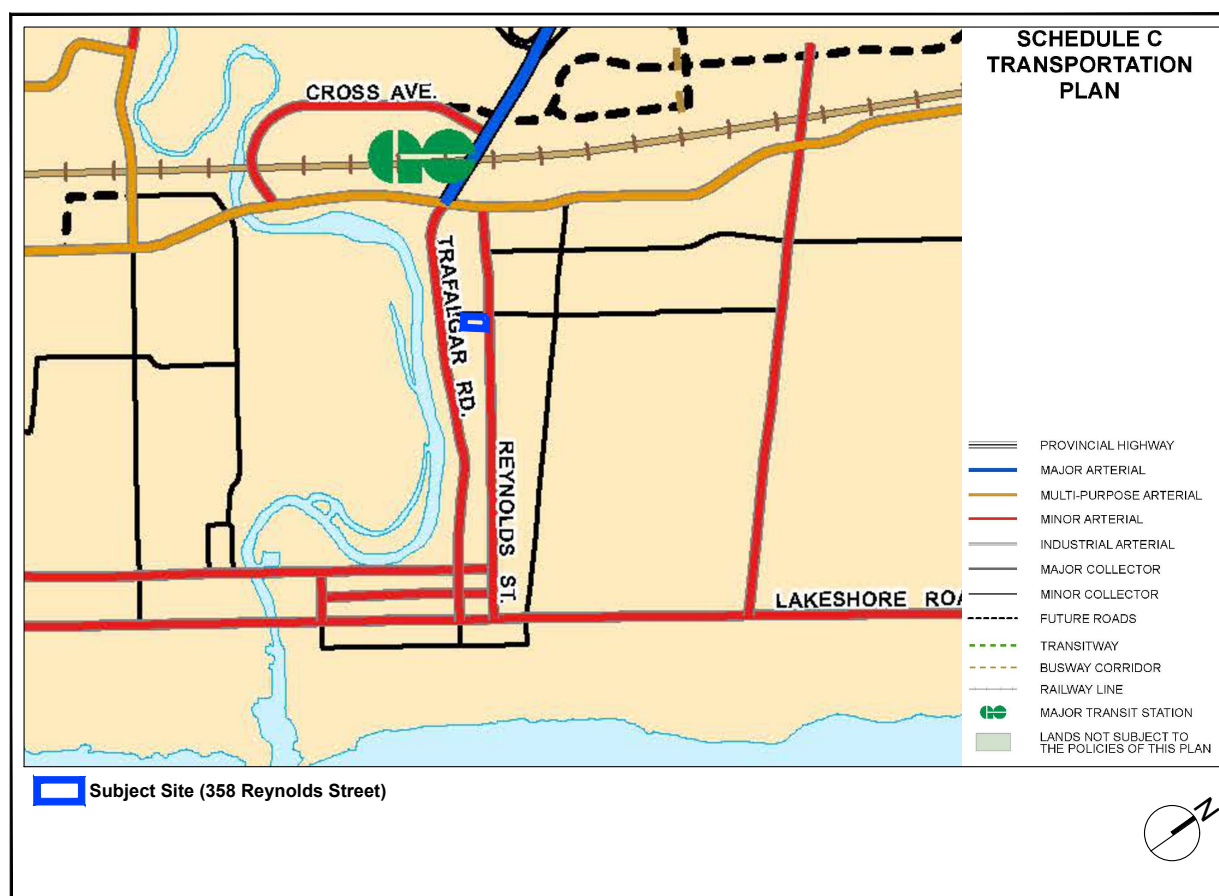 SCHEDULE C
TRANSPORTATION
PLAN
CROSS AVE.
TRAFALGAR RD.
REYNOLDS ST.
LAKESHORE ROA
PROVINCIAL HIGHWAY
MAJOR ARTERIAL
MULTI-PURPOSE ARTERIAL
MINOR ARTERIAL
INDUSTRIAL ARTERIAL
MAJOR COLLECTOR
MINOR COLLECTOR
FUTURE ROADS
TRANSITWAY
BUSWAY CORRIDOR
RAILWAY LINE
MAJOR TRANSIT STATION
LANDS NOT SUBJECT TO
THE POLICIES OF THIS PLAN
Subject Site (358 Reynolds Street)
N